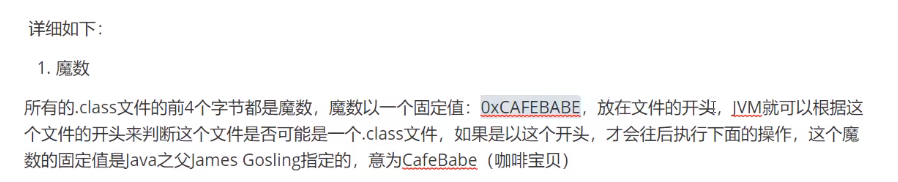 详细如下：
1. 魔数
所有的.class文件的前4个字节都是魔数，魔数以一个固定值：0xCAFEBABE，放在文件的开头，JVM就可以根据这
个文件的开头来判断这个文件是否可能是一个.class文件，如果是以这个开头，才会往后执行下面的操作，这个魔
数的固定值是Java之父James Gosling指定的，意为CafeBabe（咖啡宝贝）